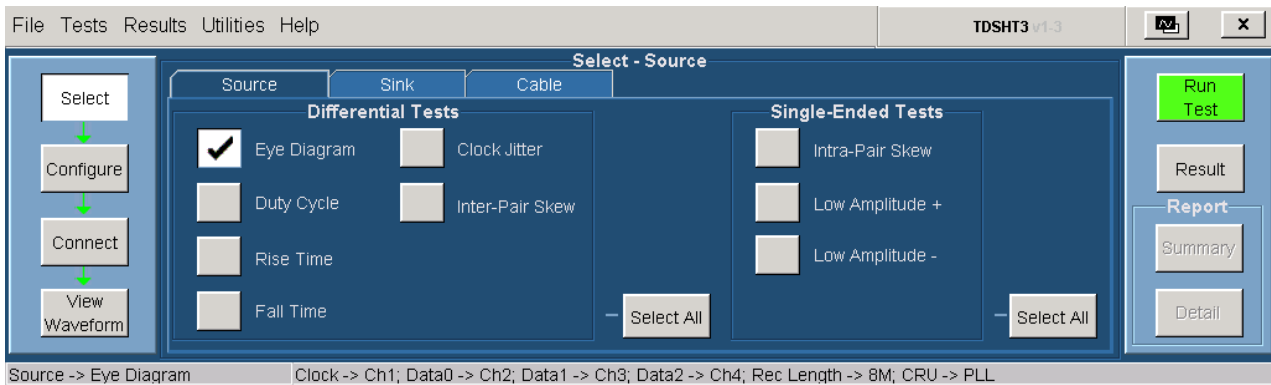 File Tests Results Utilities Help
TDSHT3 v1-3
x
Select - Source
Select
Configure
Connect
View
Waveform
Source Sink Cable
Differential Tests
Eye Diagram Clock Jitter
Duty Cycle Inter-Pair Skew
Rise Time
Fall Time
Select All
Single-Ended Tests
Intra-Pair Skew
Low Amplitude +
Low Amplitude -
Select All
Run
Test
Result
Report
Summary
Detail
Source -> Eye Diagram Clock -> Ch1; Data0 -> Ch2; Data1 -> Ch3; Data2 -> Ch4; Rec Length -> 8M; CRU -> PLL